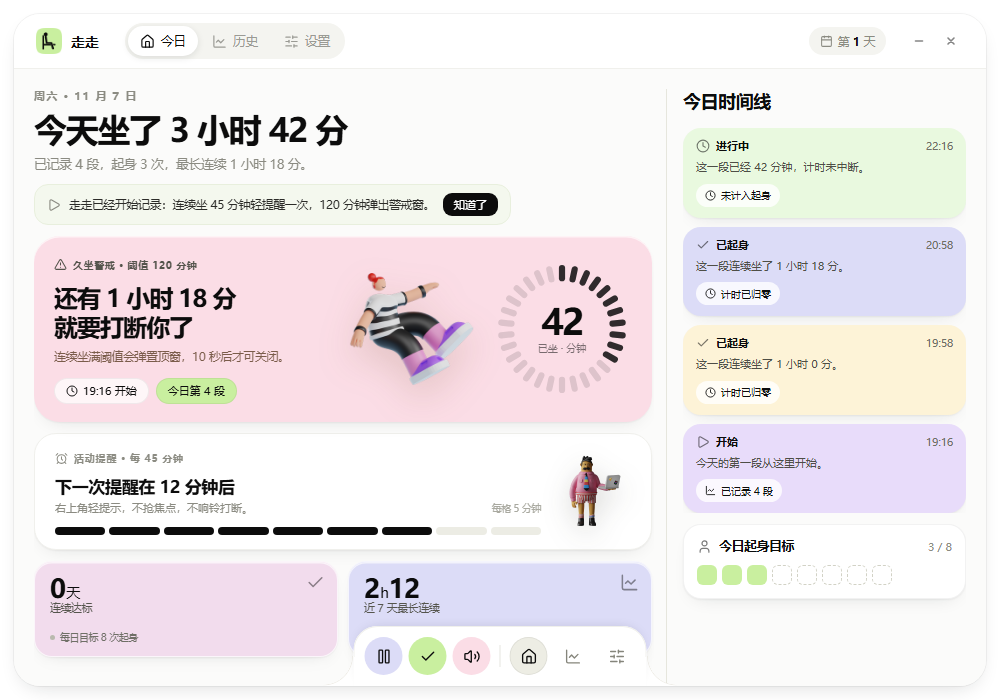 走走
今日
历史
设置
第 1 天
周六 • 11 月 7 日
今天坐了 3 小时 42 分
已记录 4 段，起身 3 次，最长连续 1 小时 18 分。
走走已经开始记录：连续坐 45 分钟轻提醒一次，120 分钟弹出警戒窗。
知道了
久坐警戒 • 阈值 120 分钟
还有 1 小时 18 分
就要打断你了
连续坐满阈值会弹置顶窗，10 秒后才可关闭。
19:16 开始
今日第 4 段
42
已坐 · 分钟
活动提醒 • 每 45 分钟
下一次提醒在 12 分钟后
右上角轻提示，不抢焦点，不响铃打断。
每格 5 分钟
0天
连续达标
每日目标 8 次起身
2h12
近 7 天最长连续
今日时间线
进行中
22:16
这一段已经 42 分钟，计时未中断。
未计入起身
已起身
20:58
这一段连续坐了 1 小时 18 分。
计时已归零
已起身
19:58
这一段连续坐了 1 小时 0 分。
计时已归零
开始
19:16
今天的第一段从这里开始。
已记录 4 段
今日起身目标
3 / 8